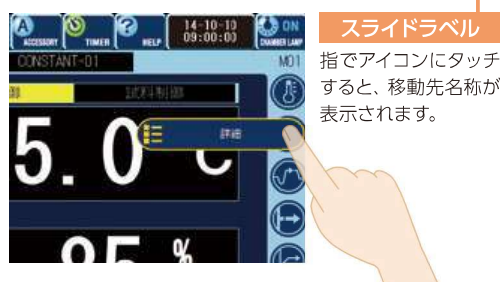 A
ACCESSORY
TIMER
?
HELP
14-10-10
09:00:00
ON
CHAMBER LAMP
CONSTANT-01
M01
試料制御
5.0
℃
詳細
85
%
スライドラベル
指でアイコンにタッチ
すると、移動先名称が
表示されます。